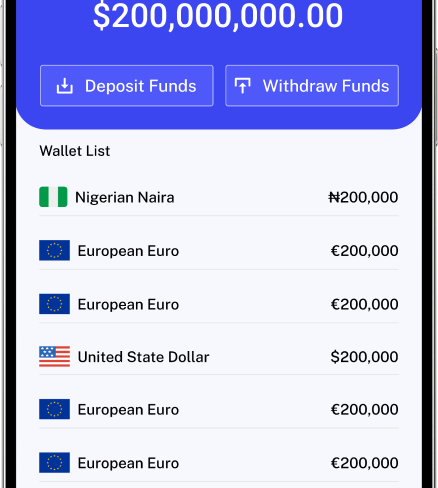 $200,000,000.00
Deposit Funds Withdraw Funds
Wallet List
Nigerian Naira ₦200,000
European Euro €200,000
European Euro €200,000
United State Dollar $200,000
European Euro €200,000
European Euro €200,000